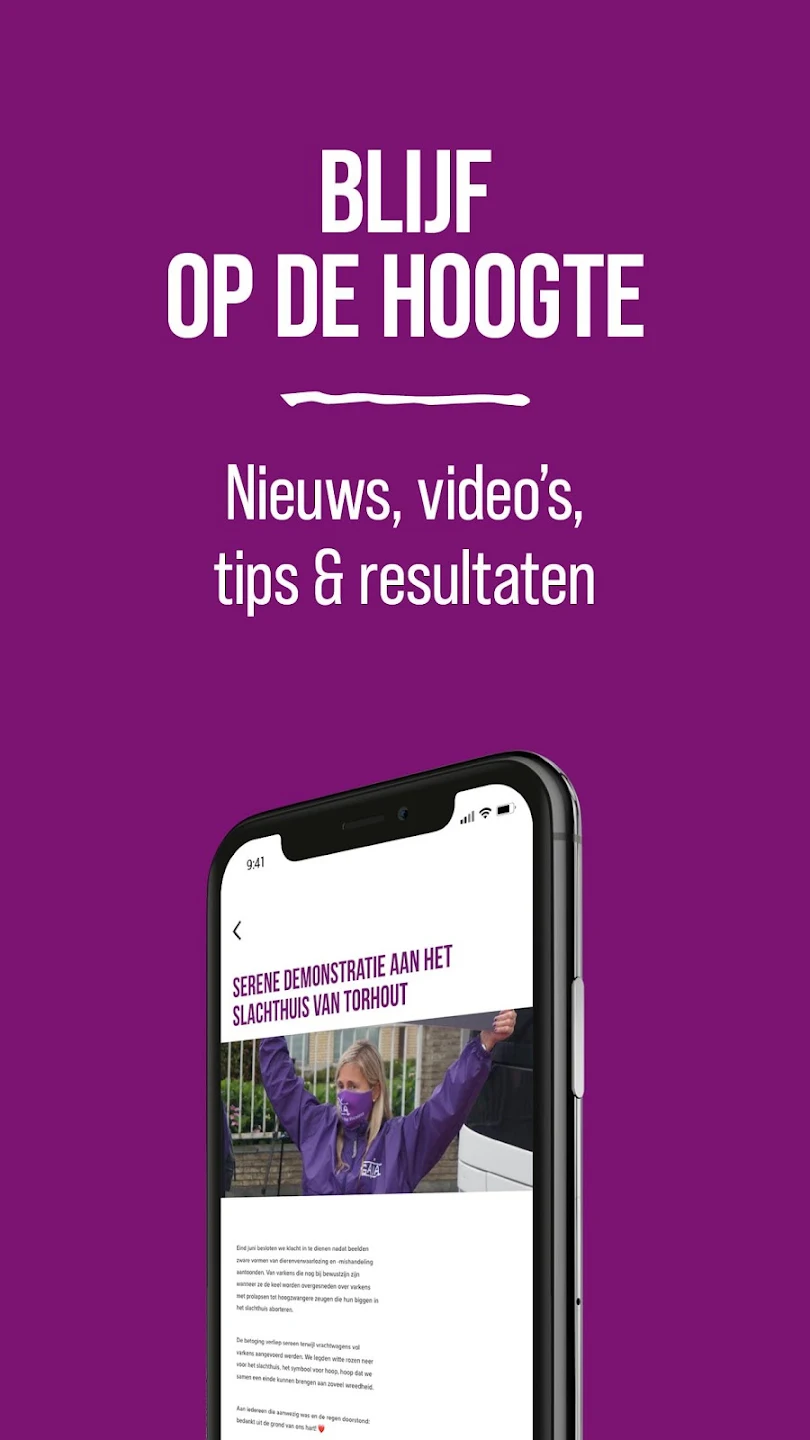 BLIJF
OP DE HOOGTE
Nieuws, video's,
tips & resultaten
9:41
SERENE DEMONSTRATIE AAN HET
SLACHTHUIS VAN TORHOUT
GAIA
Eind juni besloten we klacht in te dienen nadat beelden
zware vormen van dierenverwaarlozing en -mishandeling
aantoonden. Van varkens die nog bij bewustzijn zijn
wanneer ze de keel worden overgesneden over varkens
met prolapsen tot hoogzwangere zeugen die hun biggen in
het slachthuis aborteren.
De betoging verliep sereen terwijl vrachtwagens vol
varkens aangevoerd werden. We legden witte rozen neer
voor het slachthuis, het symbool voor hoop, hoop dat we
samen een einde kunnen brengen aan zoveel wreedheid.
Aan iedereen die aanwezig was en de regen doorstond:
bedankt uit de grond van ons hart! ❤️